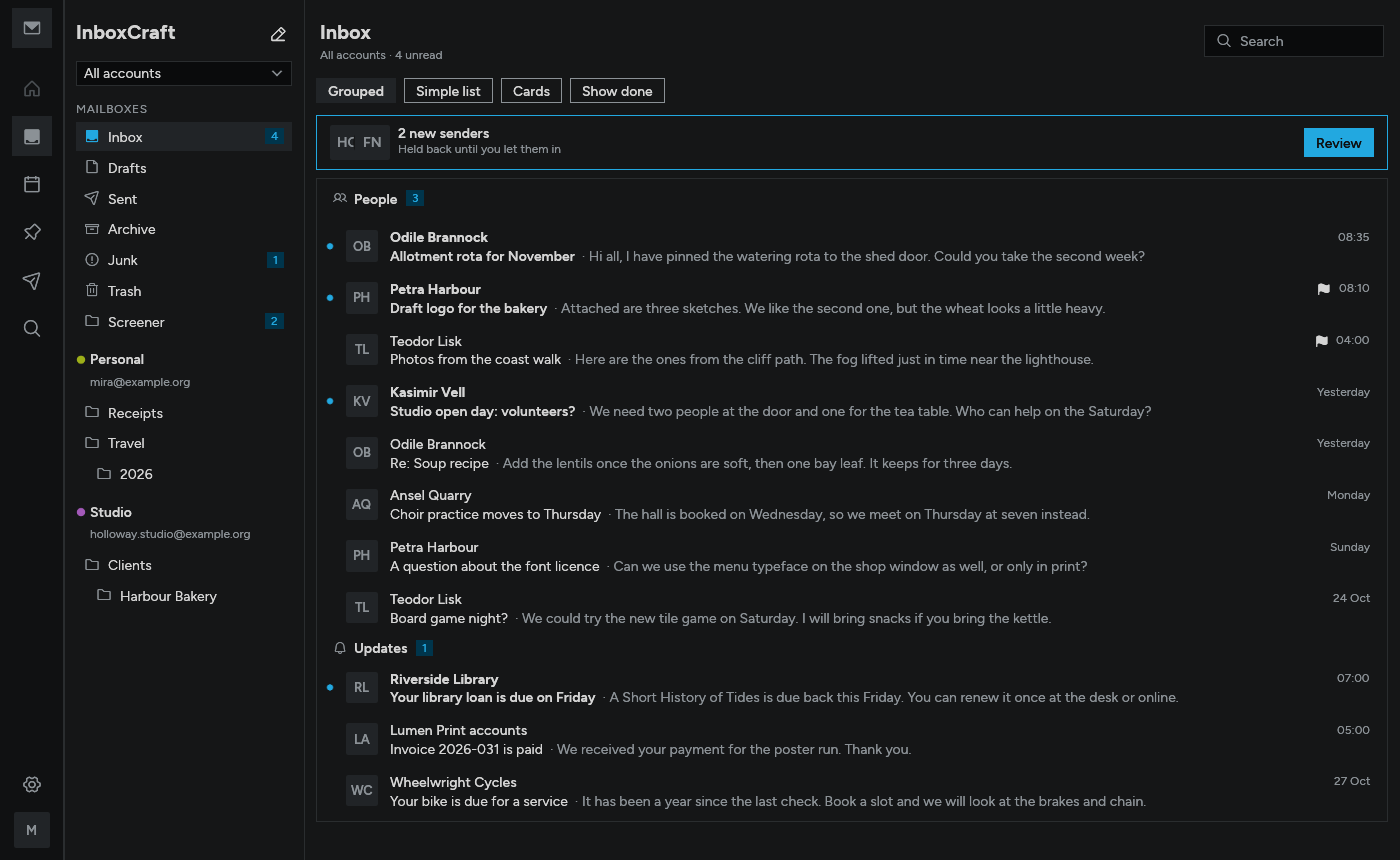 InboxCraft
All accounts
MAILBOXES
Inbox 4
Drafts
Sent
Archive
Junk 1
Trash
Screener 2
Personal
mira@example.org
Receipts
Travel
2026
Studio
holloway.studio@example.org
Clients
Harbour Bakery
M
Inbox
All accounts · 4 unread
Search
Grouped Simple list Cards Show done
FN
2 new senders
Held back until you let them in
Review
People 3
OB Odile Brannock 08:35
Allotment rota for November · Hi all, I have pinned the watering rota to the shed door. Could you take the second week?
PH Petra Harbour 08:10
Draft logo for the bakery · Attached are three sketches. We like the second one, but the wheat looks a little heavy.
TL Teodor Lisk 04:00
Photos from the coast walk · Here are the ones from the cliff path. The fog lifted just in time near the lighthouse.
KV Kasimir Vell Yesterday
Studio open day: volunteers? · We need two people at the door and one for the tea table. Who can help on the Saturday?
OB Odile Brannock Yesterday
Re: Soup recipe · Add the lentils once the onions are soft, then one bay leaf. It keeps for three days.
AQ Ansel Quarry Monday
Choir practice moves to Thursday · The hall is booked on Wednesday, so we meet on Thursday at seven instead.
PH Petra Harbour Sunday
A question about the font licence · Can we use the menu typeface on the shop window as well, or only in print?
TL Teodor Lisk 24 Oct
Board game night? · We could try the new tile game on Saturday. I will bring snacks if you bring the kettle.
Updates 1
RL Riverside Library 07:00
Your library loan is due on Friday · A Short History of Tides is due back this Friday. You can renew it once at the desk or online.
LA Lumen Print accounts 05:00
Invoice 2026-031 is paid · We received your payment for the poster run. Thank you.
WC Wheelwright Cycles 27 Oct
Your bike is due for a service · It has been a year since the last check. Book a slot and we will look at the brakes and chain.